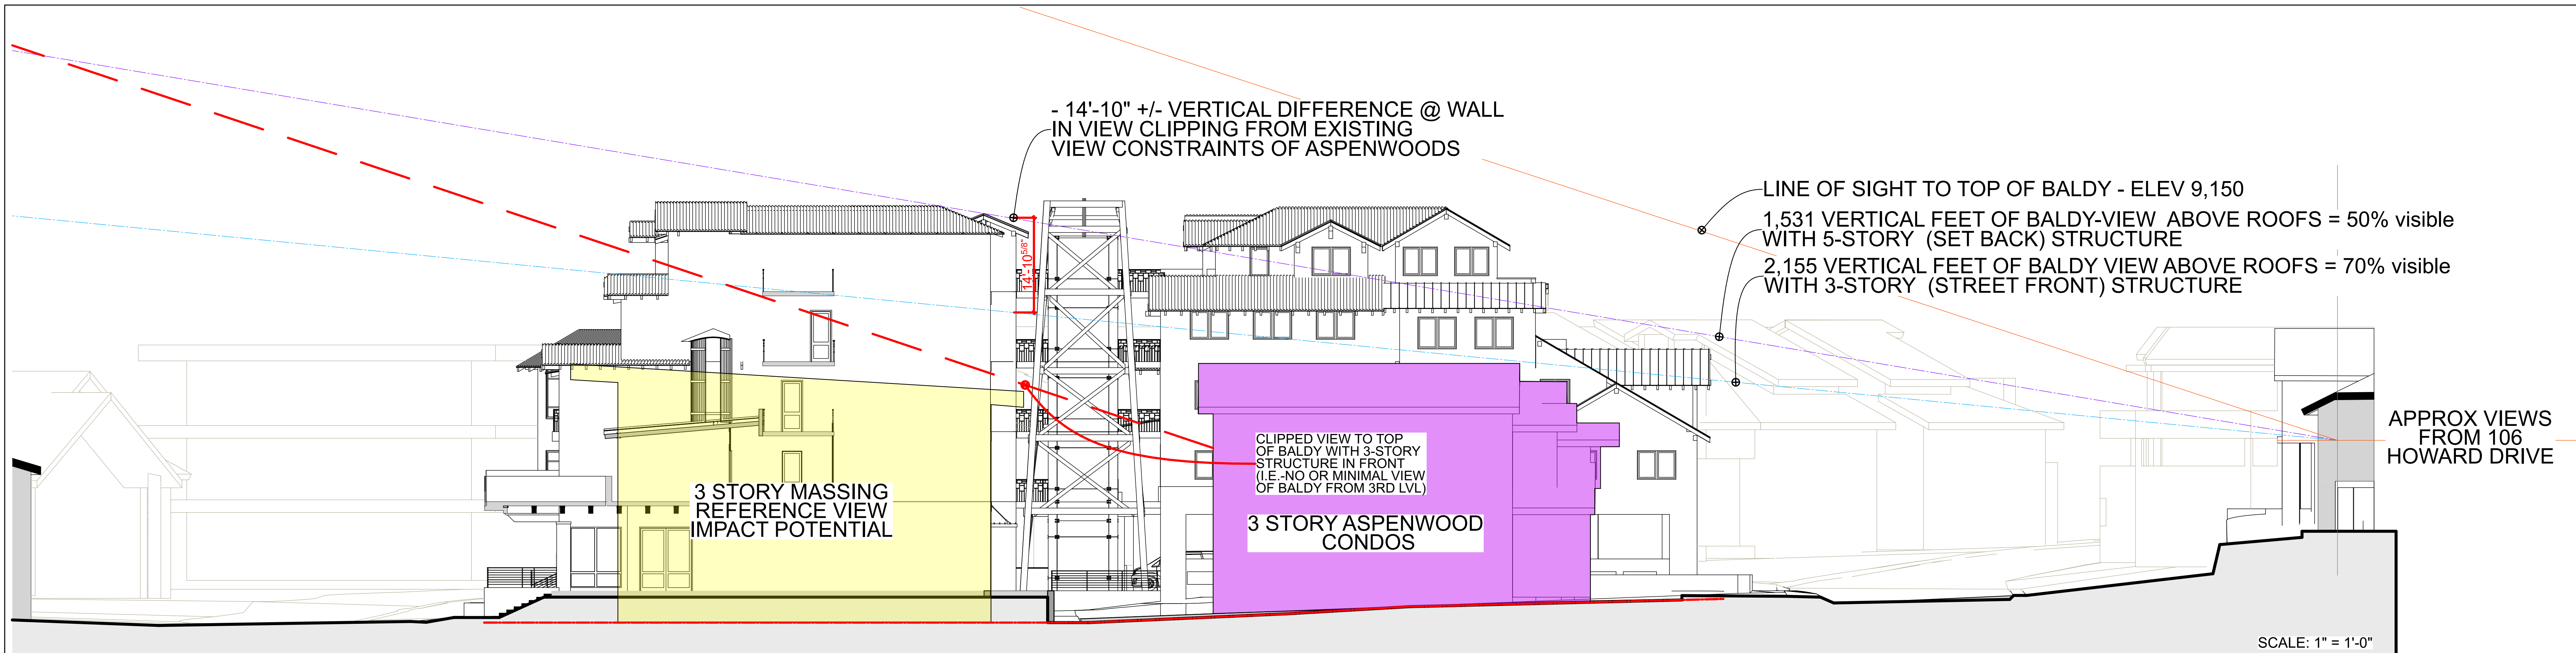 - 14'-10" +/- VERTICAL DIFFERENCE @ WALL
IN VIEW CLIPPING FROM EXISTING
VIEW CONSTRAINTS OF ASPENWOODS
14'-10 5/8"
LINE OF SIGHT TO TOP OF BALDY - ELEV 9,150
1,531 VERTICAL FEET OF BALDY-VIEW ABOVE ROOFS = 50% visible
WITH 5-STORY (SET BACK) STRUCTURE
2,155 VERTICAL FEET OF BALDY VIEW ABOVE ROOFS = 70% visible
WITH 3-STORY (STREET FRONT) STRUCTURE
APPROX VIEWS
FROM 106
HOWARD DRIVE
CLIPPED VIEW TO TOP
OF BALDY WITH 3-STORY
STRUCTURE IN FRONT
(I.E.-NO OR MINIMAL VIEW
OF BALDY FROM 3RD LVL)
3 STORY MASSING
REFERENCE VIEW
IMPACT POTENTIAL
3 STORY ASPENWOOD
CONDOS
SCALE: 1" = 1'-0"